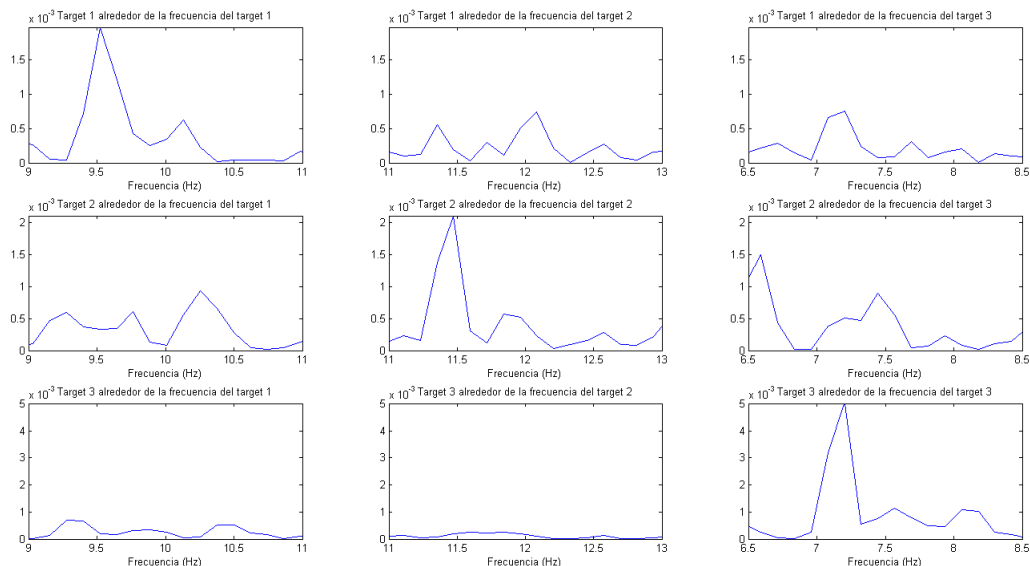 x 10-3 Target 1 alrededor de la frecuencia del target 1
1.5
1
0.5
0
9 9.5 10 10.5 11
Frecuencia (Hz)
x 10-3 Target 1 alrededor de la frecuencia del target 2
1.5
1
0.5
0
11 11.5 12 12.5 13
Frecuencia (Hz)
x 10-3 Target 1 alrededor de la frecuencia del target 3
1.5
1
0.5
0
6.5 7 7.5 8 8.5
Frecuencia (Hz)
x 10-3 Target 2 alrededor de la frecuencia del target 1
2
1.5
1
0.5
0
9 9.5 10 10.5 11
Frecuencia (Hz)
x 10-3 Target 2 alrededor de la frecuencia del target 2
2
1.5
1
0.5
0
11 11.5 12 12.5 13
Frecuencia (Hz)
x 10-3 Target 2 alrededor de la frecuencia del target 3
2
1.5
1
0.5
0
6.5 7 7.5 8 8.5
Frecuencia (Hz)
x 10-3 Target 3 alrededor de la frecuencia del target 1
5
4
3
2
1
0
9 9.5 10 10.5 11
Frecuencia (Hz)
x 10-3 Target 3 alrededor de la frecuencia del target 2
5
4
3
2
1
0
11 11.5 12 12.5 13
Frecuencia (Hz)
x 10-3 Target 3 alrededor de la frecuencia del target 3
5
4
3
2
1
0
6.5 7 7.5 8 8.5
Frecuencia (Hz)